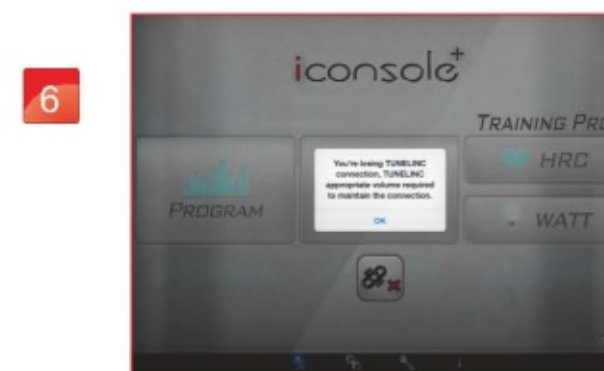 6
iconsole+
TRAINING PRO
HRC
PROGRAM
WATT
You're losing TUNELINC
connection, TUNELINC
appropriate volume required
to maintain the connection.
OK